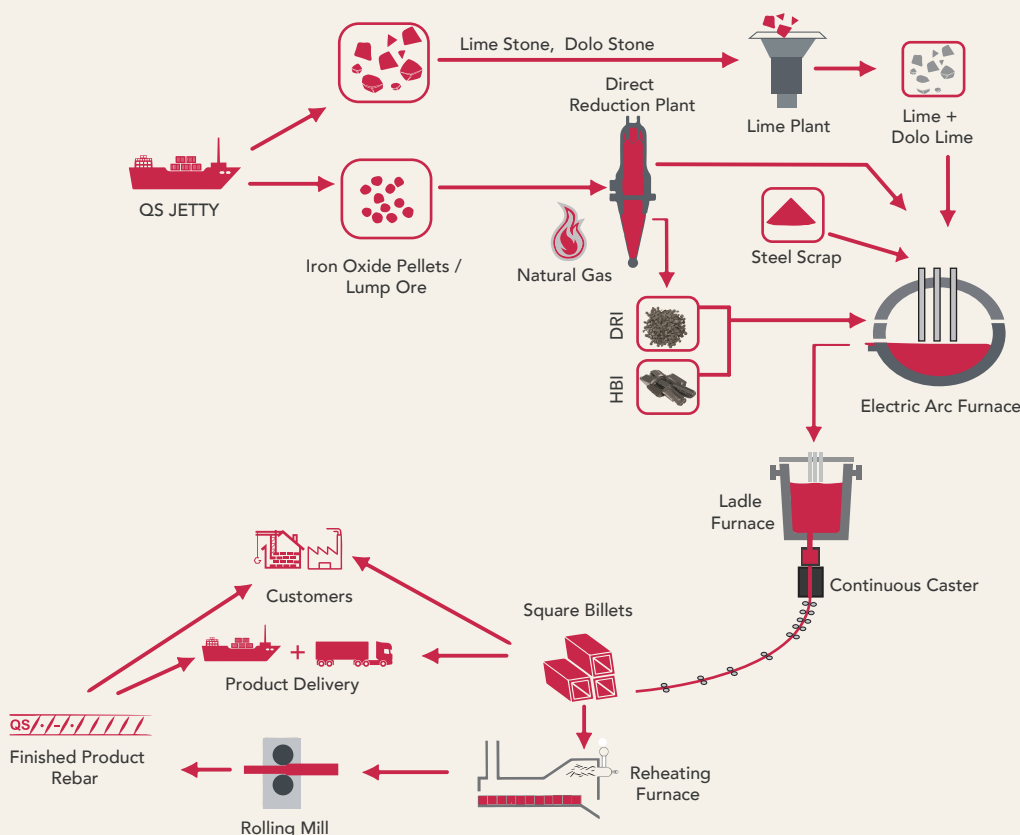 Lime Stone, Dolo Stone
Direct
Reduction Plant
Lime Plant
Lime +
Dolo Lime
QS JETTY
Iron Oxide Pellets /
Lump Ore
Natural Gas
Steel Scrap
DRI
HBI
Electric Arc Furnace
Ladle
Furnace
Continuous Caster
Customers
Square Billets
Product Delivery
QS
Finished Product
Rebar
Rolling Mill
Reheating
Furnace